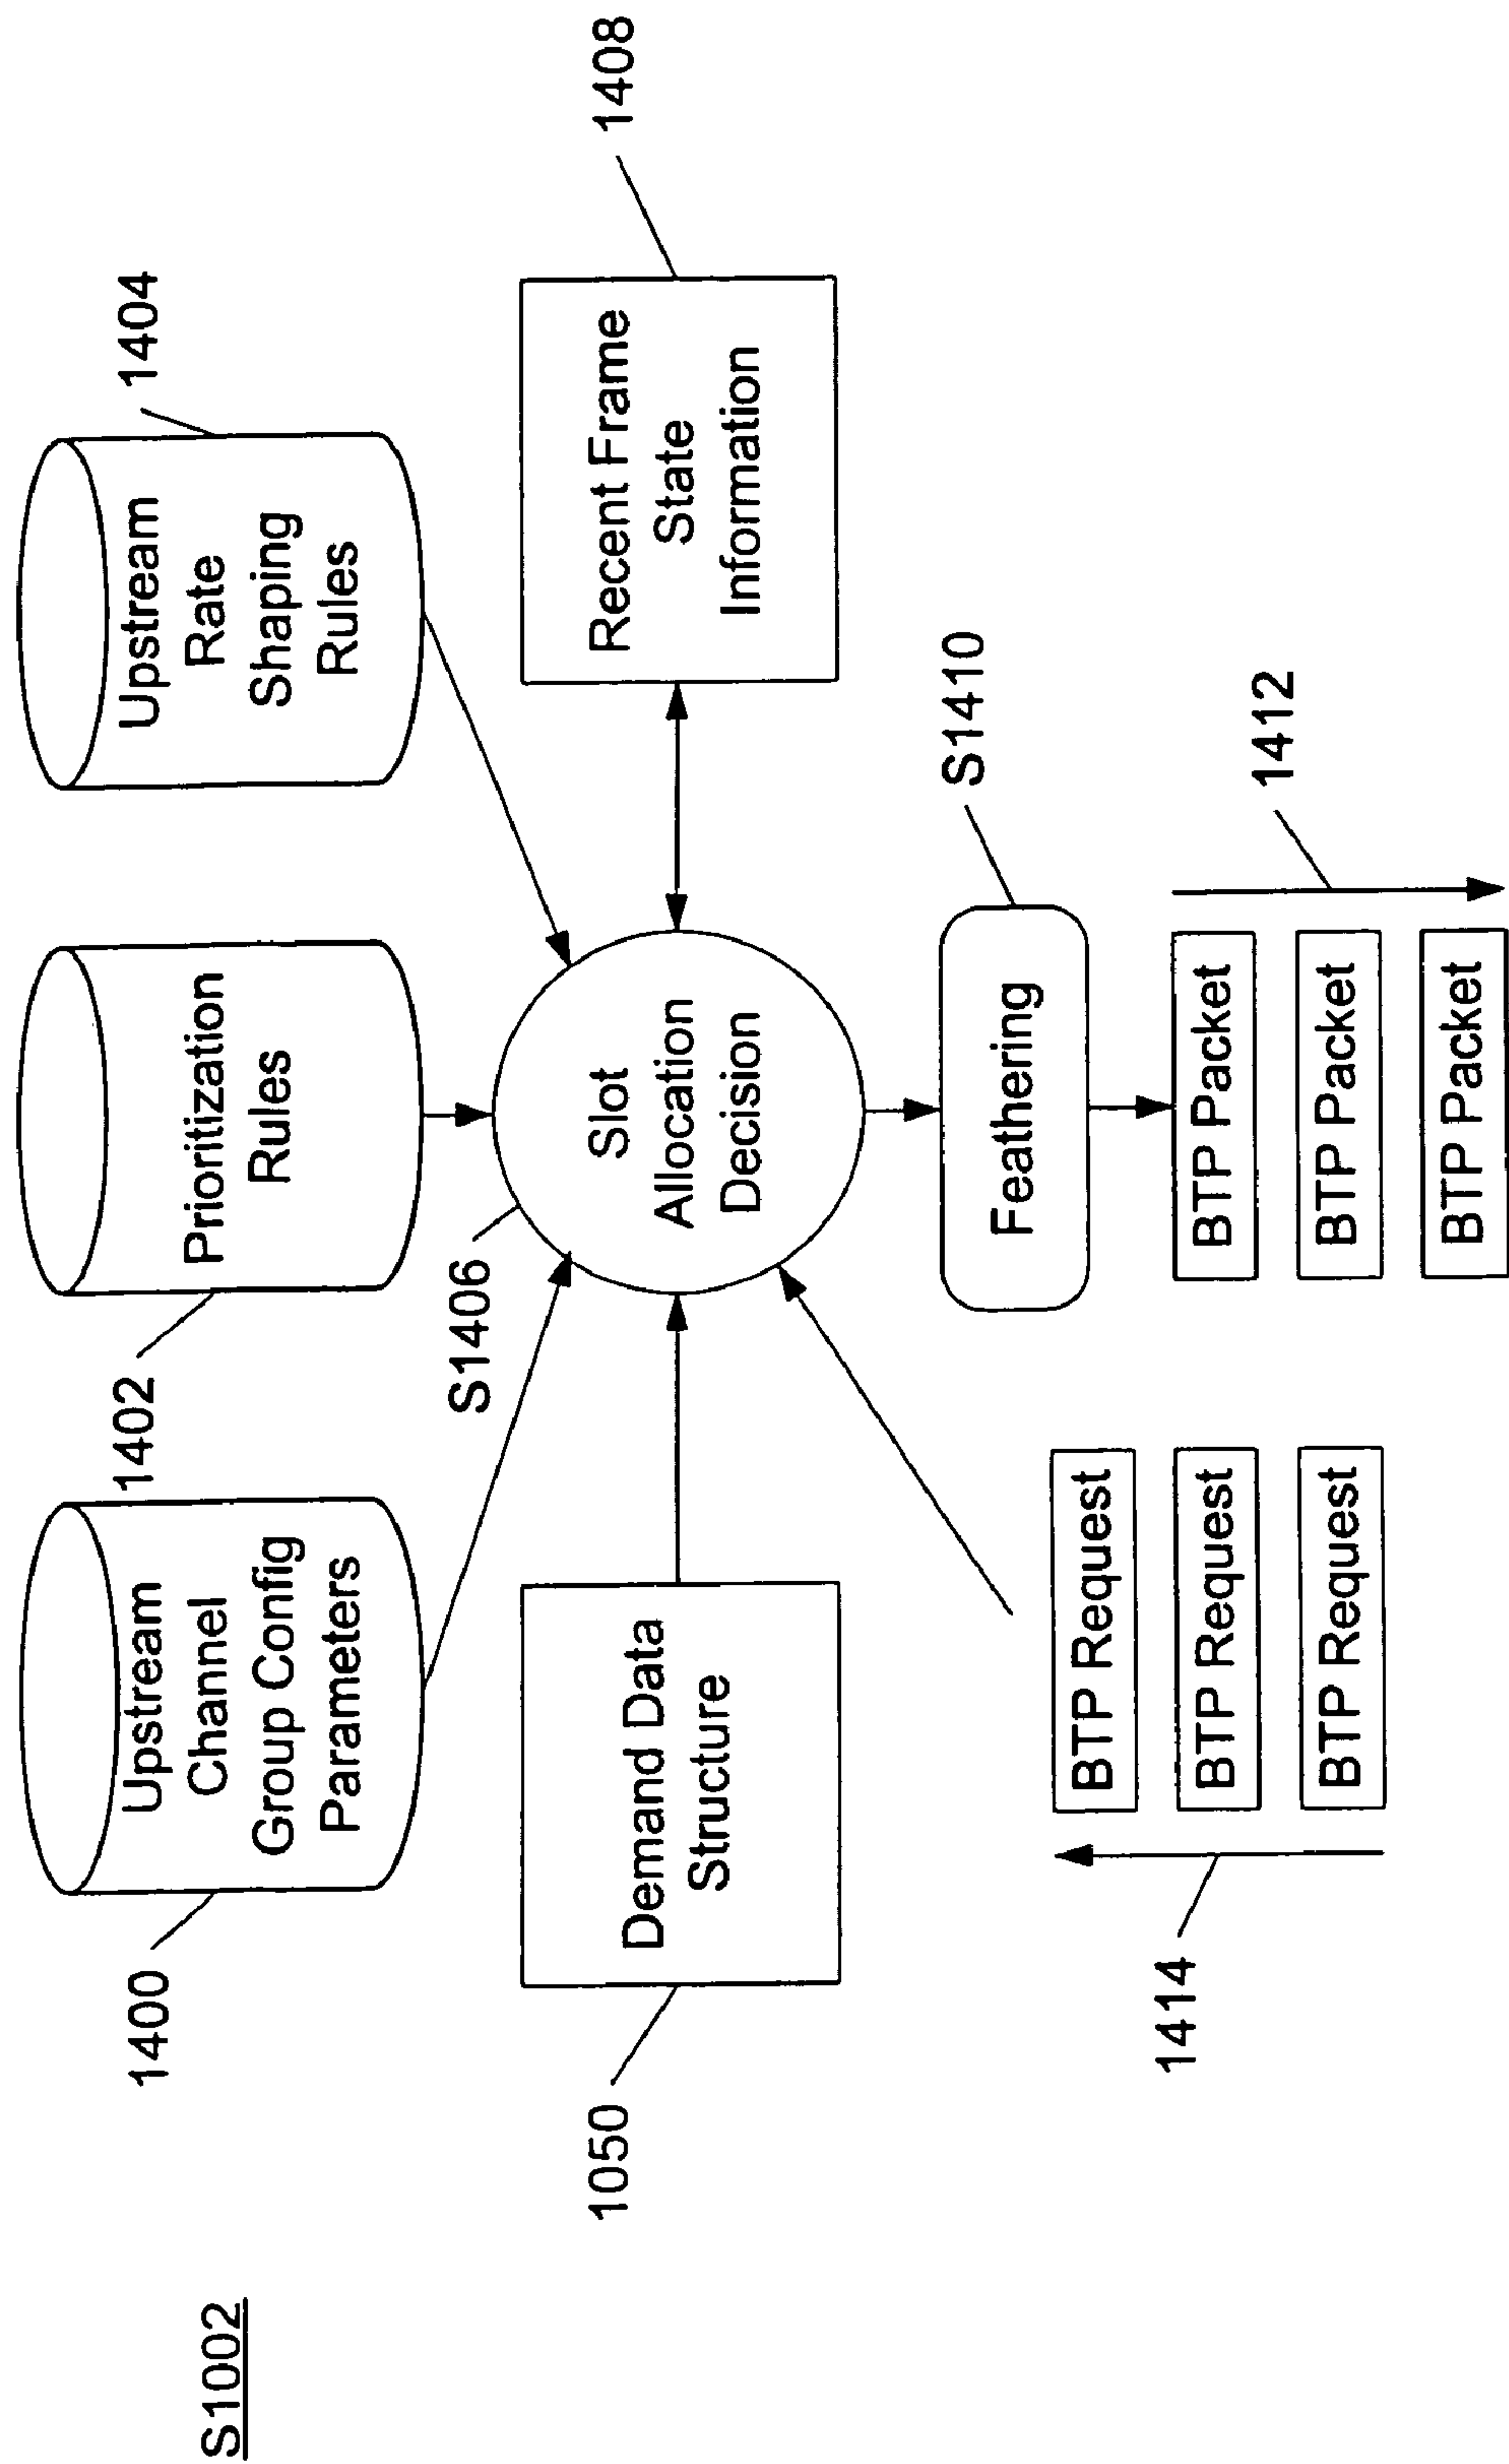 S1002
1400
Upstream
Channel
Group Config
Parameters
1402
Prioritization
Rules
1404
Upstream
Rate
Shaping
Rules
1050
Demand Data
Structure
S1406
Slot
Allocation
Decision
1408
Recent Frame
State
Information
S1410
Feathering
1414
BTP Request
BTP Request
BTP Request
1412
BTP Packet
BTP Packet
BTP Packet